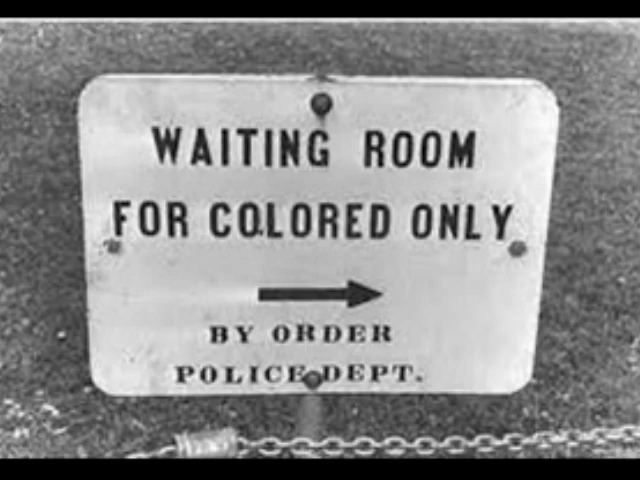 WAITING ROOM
FOR COLORED ONLY
BY ORDER
POLICE DEPT.